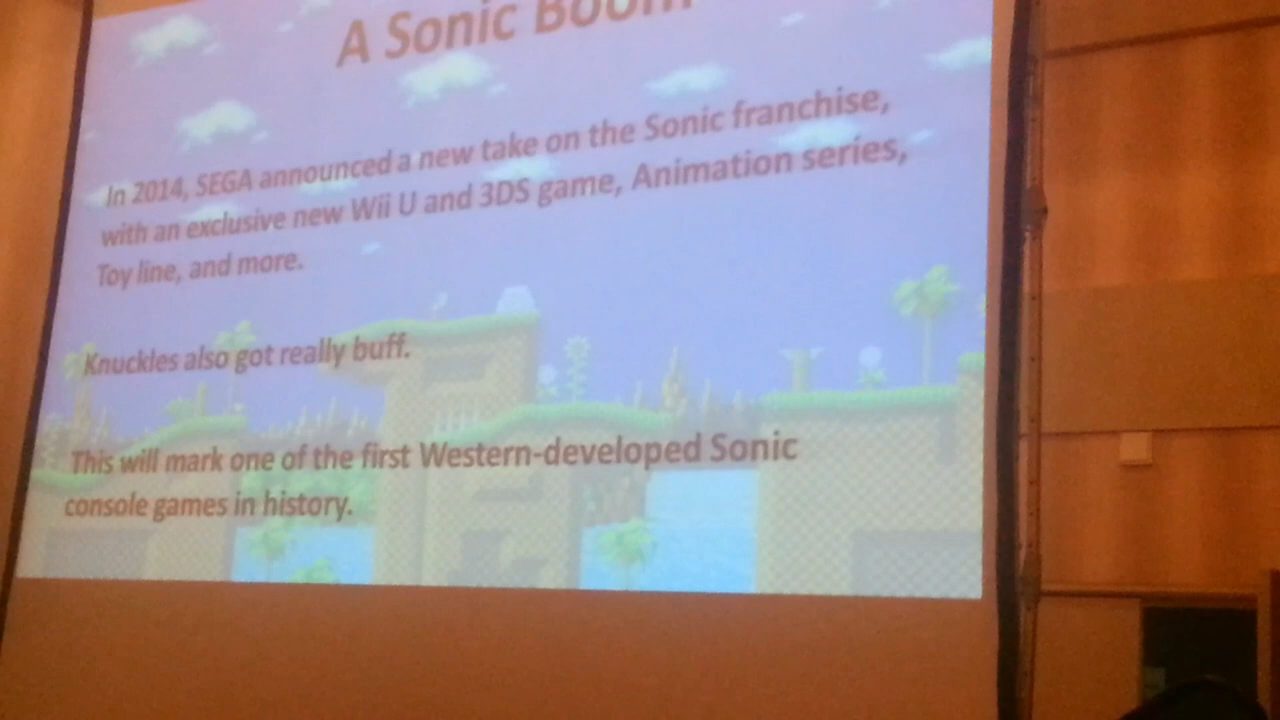 A Sonic Boom
In 2014, SEGA announced a new take on the Sonic franchise,
with an exclusive new Wii U and 3DS game, Animation series,
Toy line, and more.
Knuckles also got really buff.
This will mark one of the first Western-developed Sonic
console games in history.